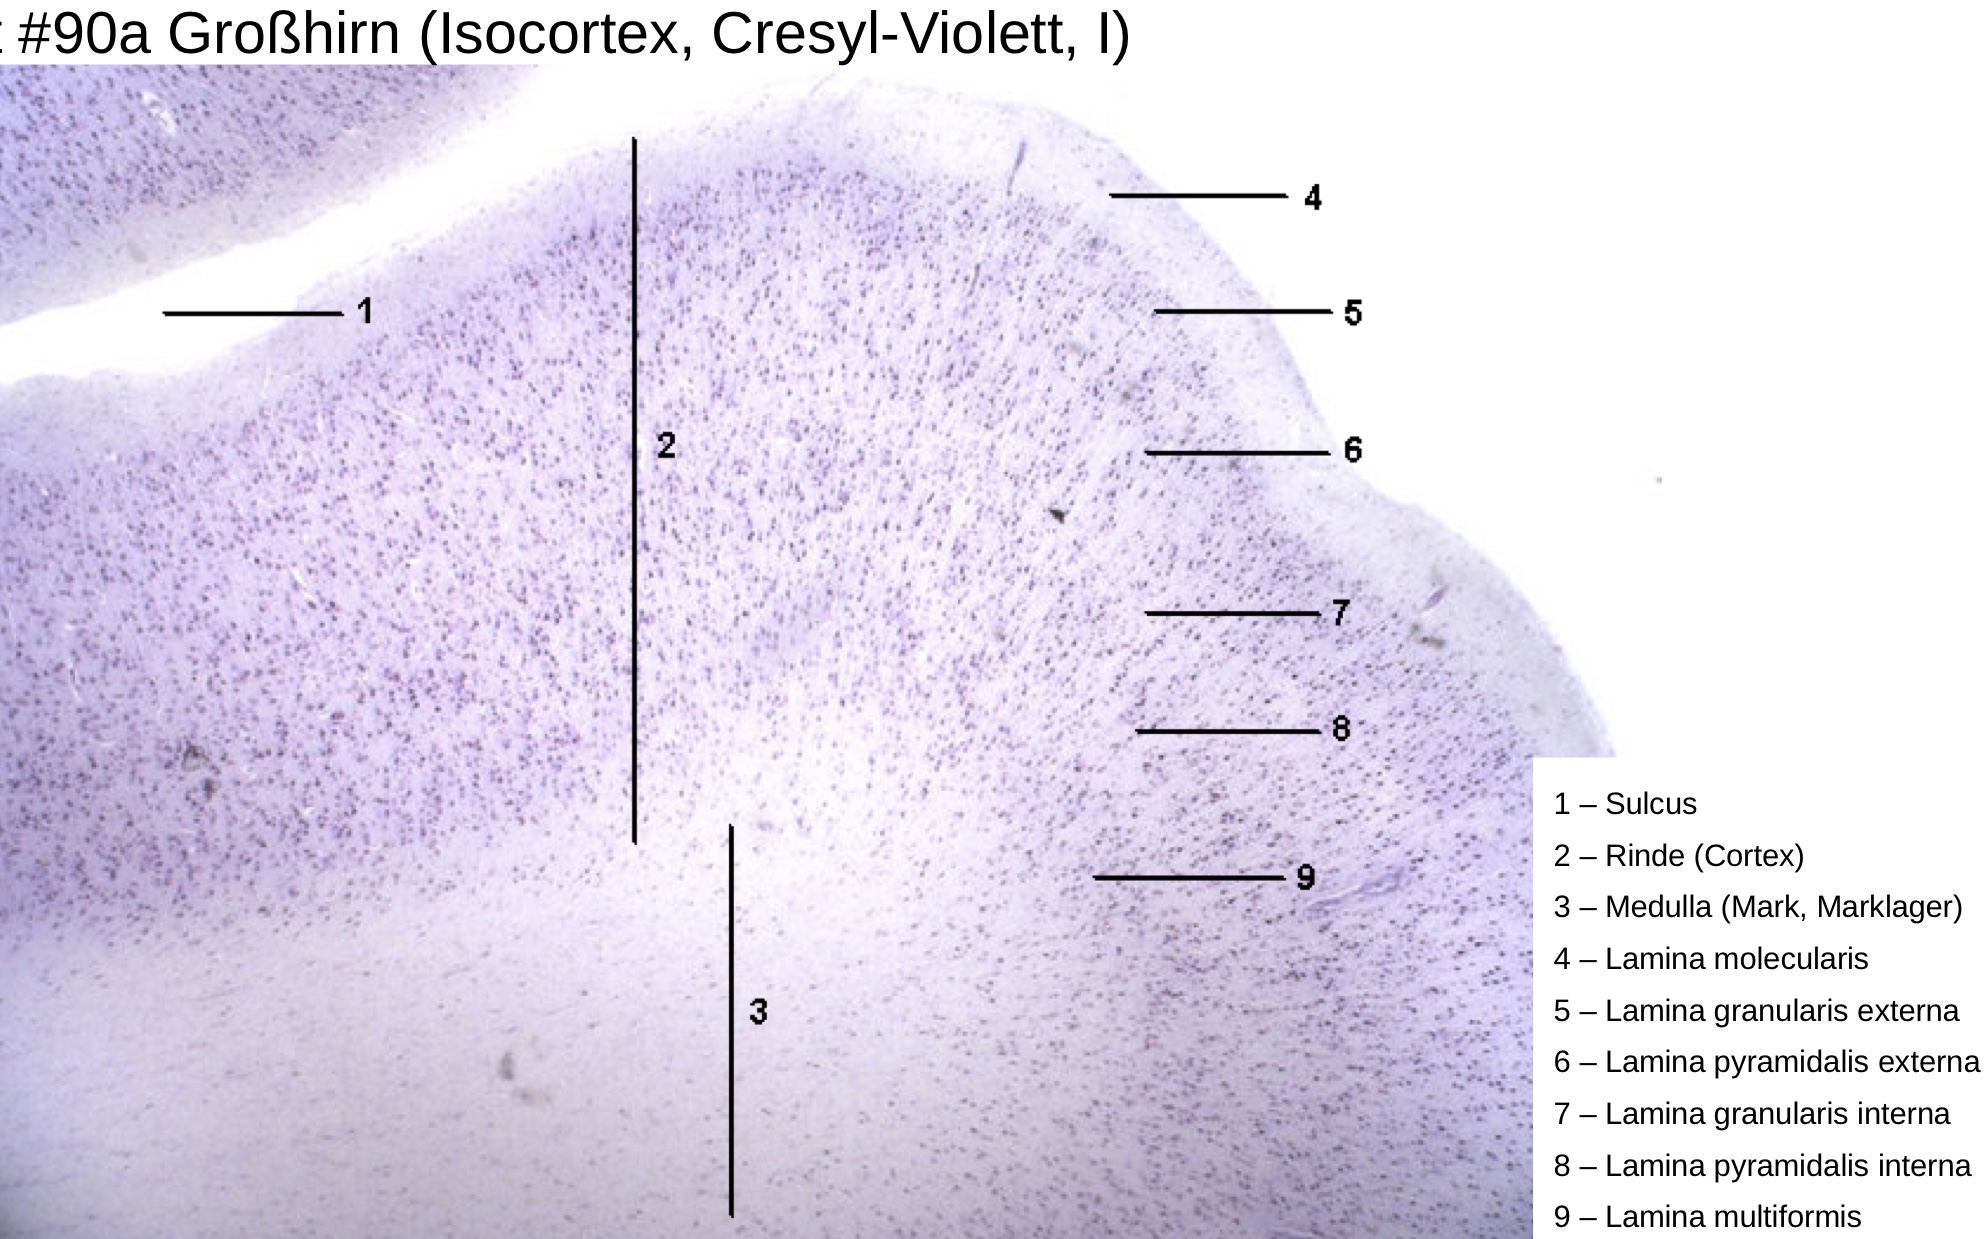 #90a Großhirn (Isocortex, Cresyl-Violett, I)
4
1
5
2
6
7
8
9
3
1 – Sulcus
2 – Rinde (Cortex)
3 – Medulla (Mark, Marklager)
4 – Lamina molecularis
5 – Lamina granularis externa
6 – Lamina pyramidalis externa
7 – Lamina granularis interna
8 – Lamina pyramidalis interna
9 – Lamina multiformis